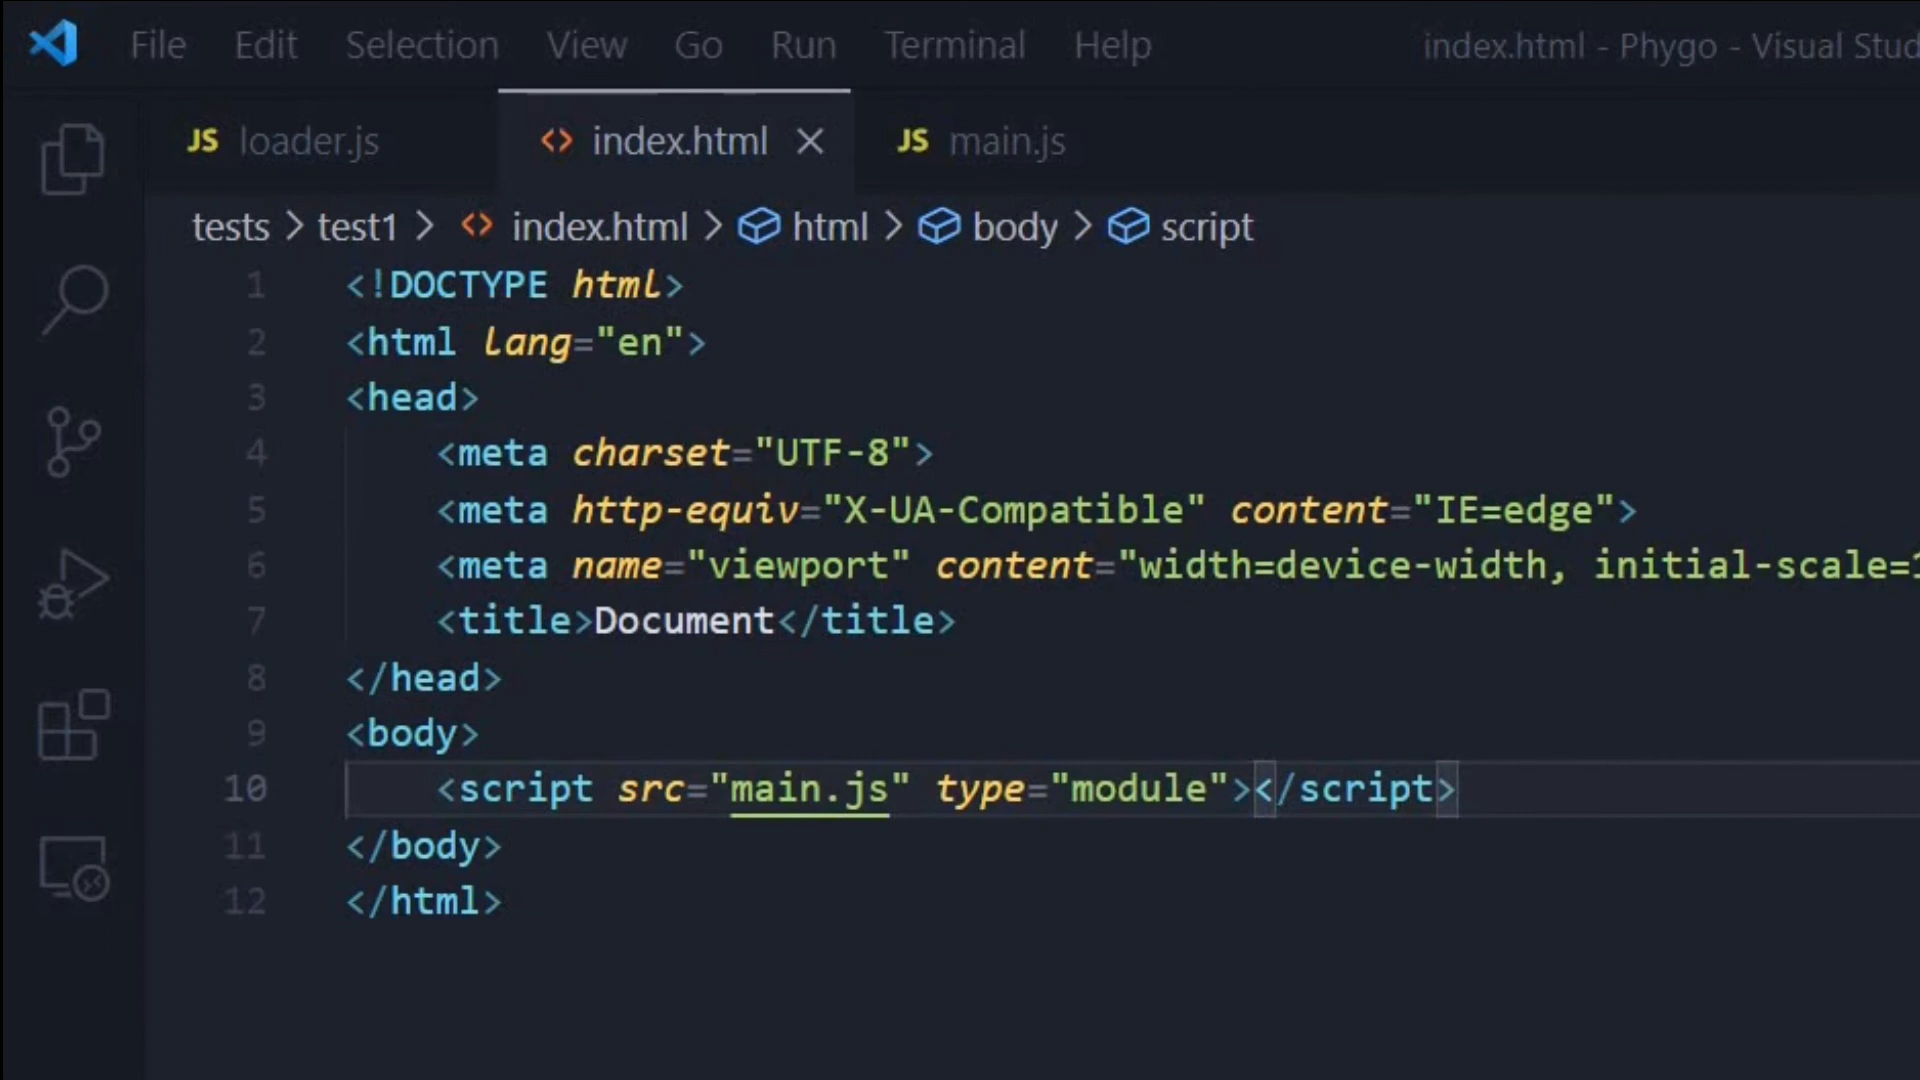 File Edit Selection View Go Run Terminal Help index.html - Phygo - Visual Stud
JS loader.js <> index.html JS main.js
tests > test1 > <> index.html > html > body > script
1 <!DOCTYPE html>
2 <html lang="en">
3 <head>
4 <meta charset="UTF-8">
5 <meta http-equiv="X-UA-Compatible" content="IE=edge">
6 <meta name="viewport" content="width=device-width, initial-scale=1
7 <title>Document</title>
8 </head>
9 <body>
10 <script src="main.js" type="module"></script>
11 </body>
12 </html>